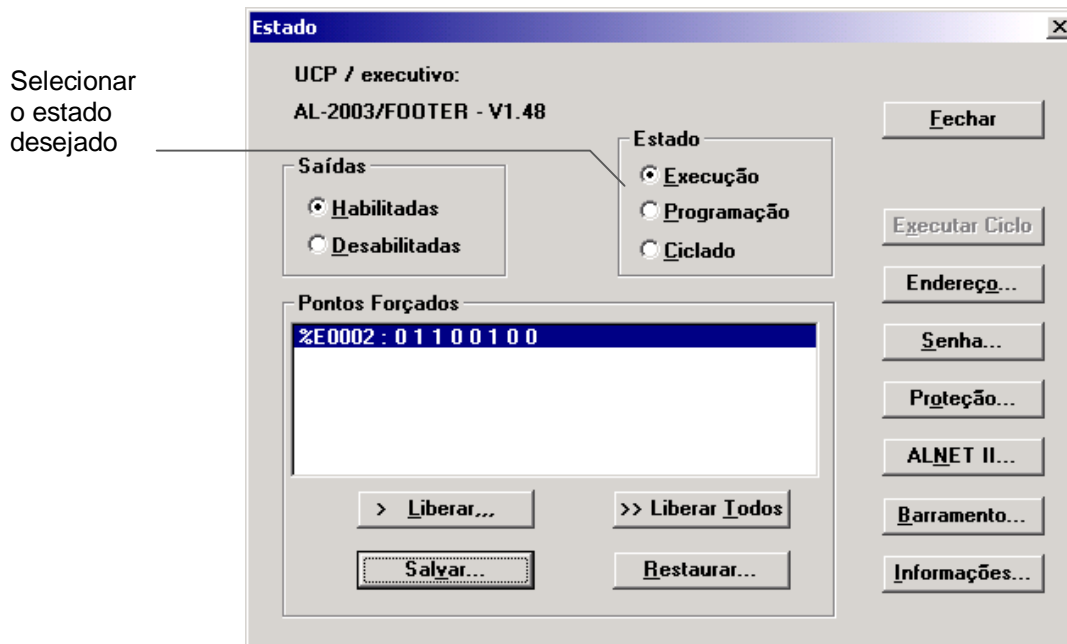 Estado
Selecionar
o estado
desejado
UCP / executivo:
AL-2003/FOOTER - V1.48
Fechar
Saídas
Habilitadas
Desabilitadas
Estado
Execução
Programação
Ciclado
Executar Ciclo
Endereço...
Senha...
Proteção...
ALNET II...
Barramento...
Informações...
Pontos Forçados
%E0002 : 0 1 1 0 0 1 0 0
> Liberar,,,
>> Liberar Todos
Salvar...
Restaurar...